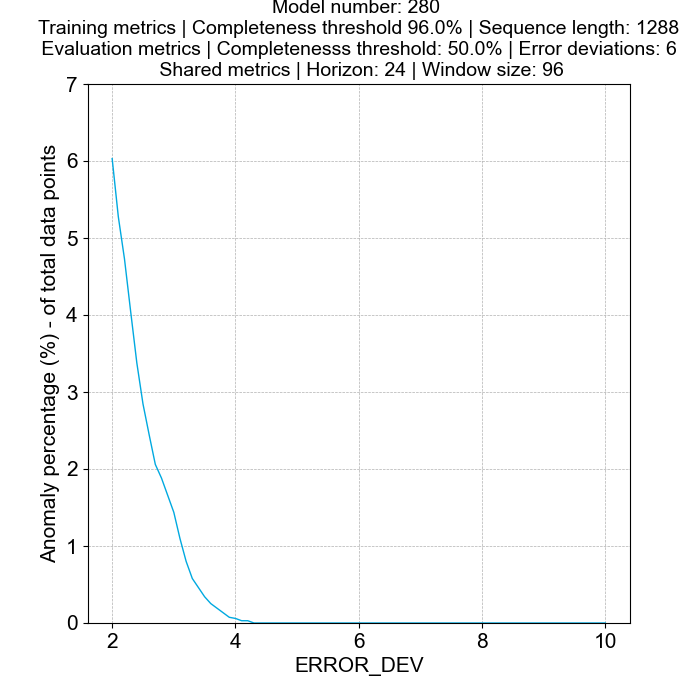 Model number: 280
Training metrics | Completeness threshold 96.0% | Sequence length: 1288
Evaluation metrics | Completenesss threshold: 50.0% | Error deviations: 6
Shared metrics | Horizon: 24 | Window size: 96
7
6
5
4
3
2
1
0
Anomaly percentage (%) - of total data points
2 4 6 8 10
ERROR_DEV